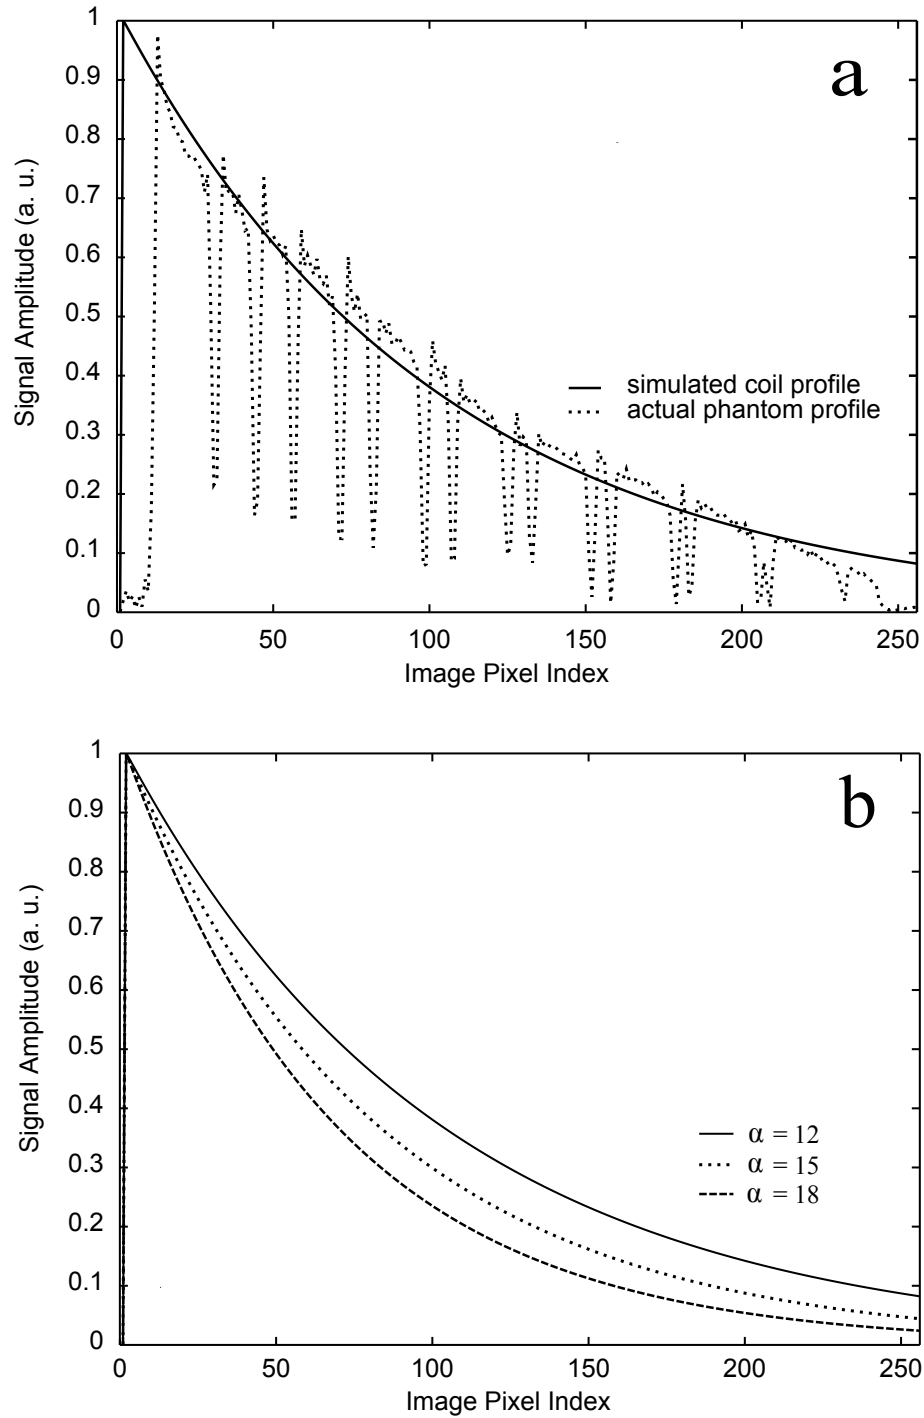 a
1
0.9
0.8
0.7
0.6
0.5
0.4
0.3
0.2
0.1
0
Signal Amplitude (a. u.)
simulated coil profile
actual phantom profile
0 50 100 150 200 250
Image Pixel Index
b
1
0.9
0.8
0.7
0.6
0.5
0.4
0.3
0.2
0.1
0
Signal Amplitude (a. u.)
α = 12
α = 15
α = 18
0 50 100 150 200 250
Image Pixel Index